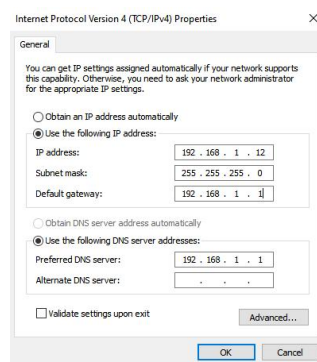 Internet Protocol Version 4 (TCP/IPv4) Properties
General
You can get IP settings assigned automatically if your network supports
this capability. Otherwise, you need to ask your network administrator
for the appropriate IP settings.
Obtain an IP address automatically
Use the following IP address:
IP address: 192 . 168 . 1 . 12
Subnet mask: 255 . 255 . 255 . 0
Default gateway: 192 . 168 . 1 . 1
Obtain DNS server address automatically
Use the following DNS server addresses:
Preferred DNS server: 192 . 168 . 1 . 1
Alternate DNS server: . . .
Validate settings upon exit
Advanced...
OK Cancel